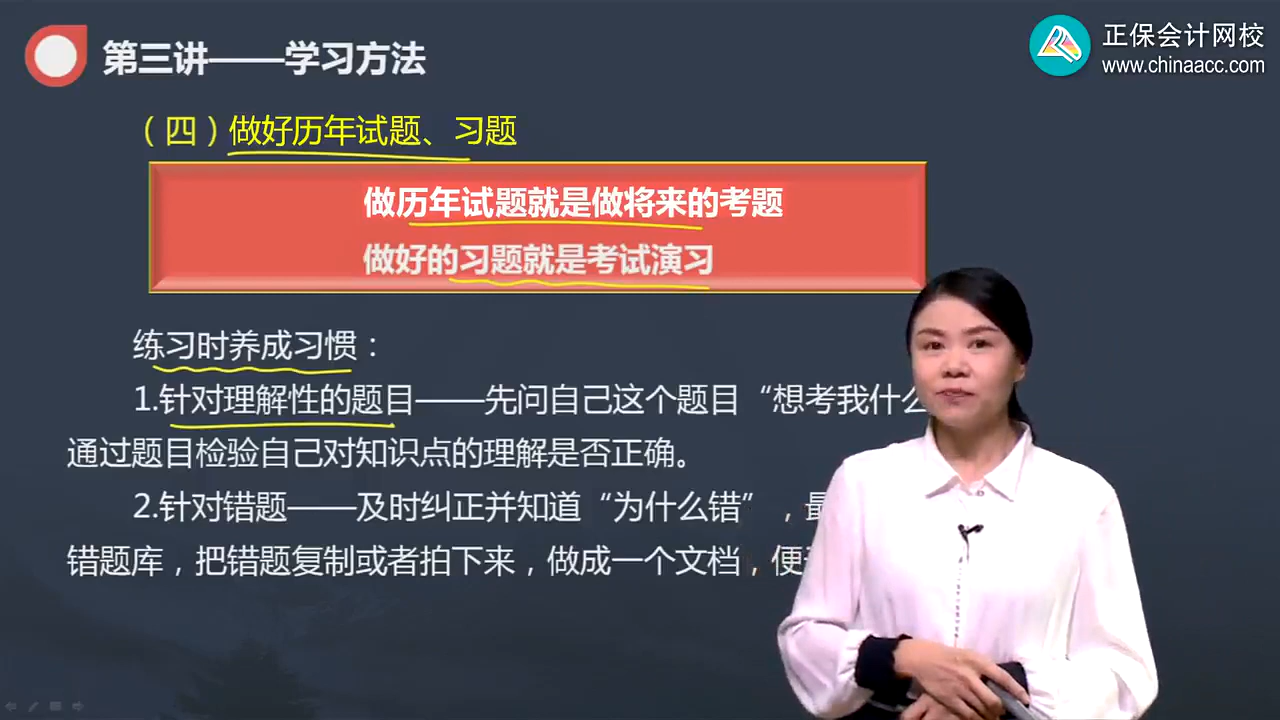 第三讲——学习方法
正保会计网校
www.chinaacc.com
（四）做好历年试题、习题
做历年试题就是做将来的考题
做好的习题就是考试演习
练习时养成习惯：
1.针对理解性的题目——先问自己这个题目“想考我什么
通过题目检验自己对知识点的理解是否正确。
2.针对错题——及时纠正并知道“为什么错”，最
错题库，把错题复制或者拍下来，做成一个文档，便